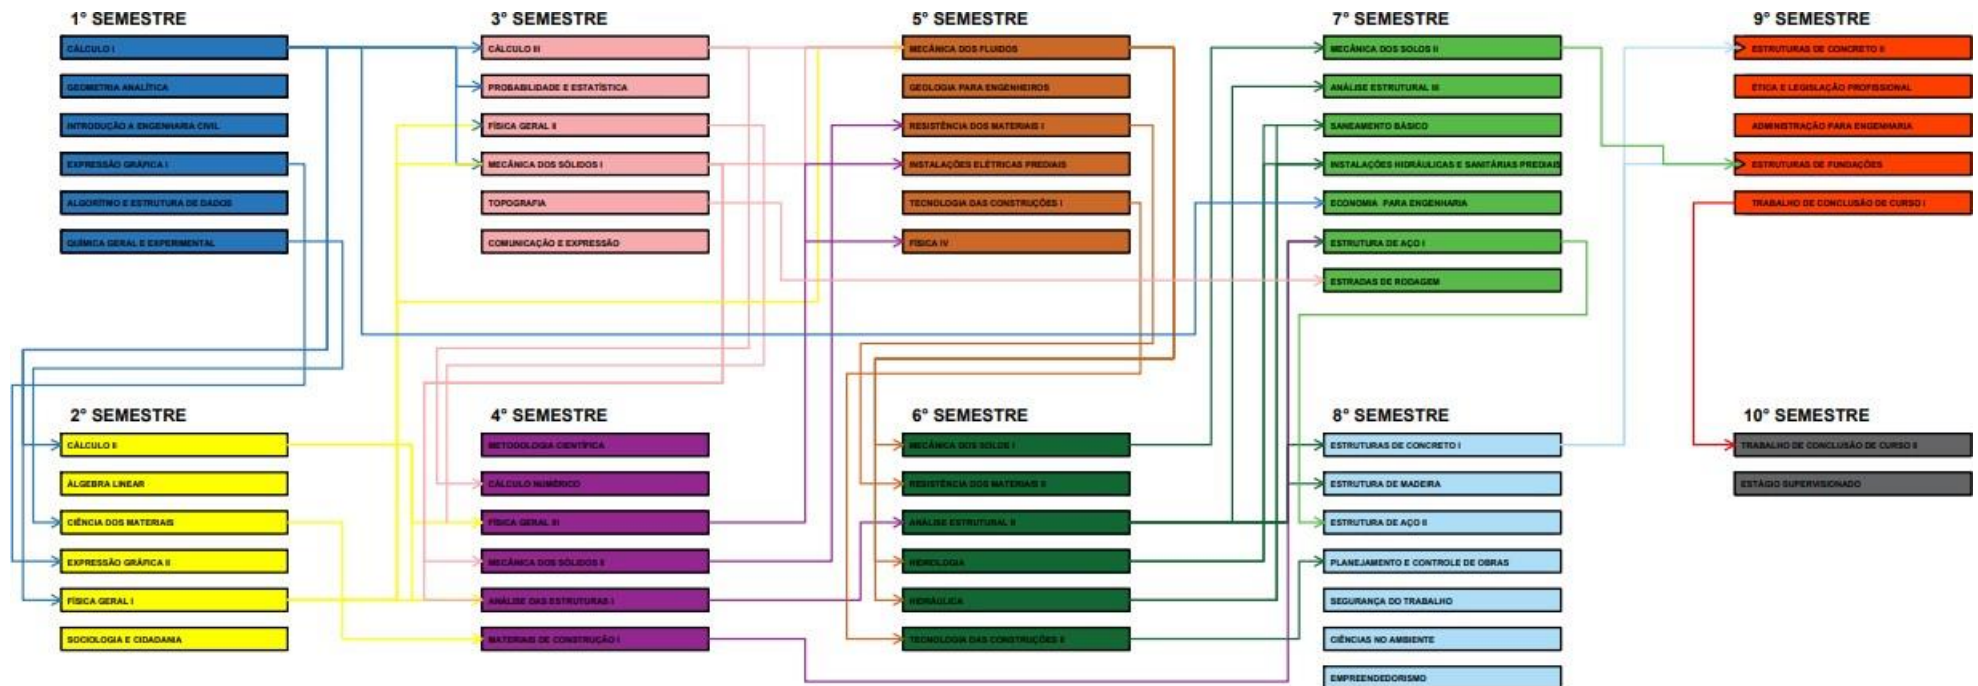 1° SEMESTRE
CÁLCULO I
GEOMETRIA ANALÍTICA
INTRODUÇÃO A ENGENHARIA CIVIL
EXPRESSÃO GRÁFICA I
ALGORÍTMO E ESTRUTURA DE DADOS
QUÍMICA GERAL E EXPERIMENTAL
3° SEMESTRE
CÁLCULO III
PROBABILIDADE E ESTATÍSTICA
FÍSICA GERAL II
MECÂNICA DOS SÓLIDOS I
TOPOGRAFIA
COMUNICAÇÃO E EXPRESSÃO
5° SEMESTRE
MECÂNICA DOS FLUIDOS
GEOLOGIA PARA ENGENHEIROS
RESISTÊNCIA DOS MATERIAIS I
INSTALAÇÕES ELÉTRICAS PREDIAIS
TECNOLOGIA DAS CONSTRUÇÕES I
FÍSICA IV
7° SEMESTRE
MECÂNICA DOS SOLOS II
ANÁLISE ESTRUTURAL III
SANEAMENTO BÁSICO
INSTALAÇÕES HIDRÁULICAS E SANITÁRIAS PREDIAIS
ECONOMIA PARA ENGENHARIA
ESTRUTURA DE AÇO I
ESTRADAS DE RODAGEM
9° SEMESTRE
ESTRUTURAS DE CONCRETO II
ÉTICA E LEGISLAÇÃO PROFISSIONAL
ADMINISTRAÇÃO PARA ENGENHARIA
ESTRUTURAS DE FUNDAÇÕES
TRABALHO DE CONCLUSÃO DE CURSO I
2° SEMESTRE
CÁLCULO II
ÁLGEBRA LINEAR
CIÊNCIA DOS MATERIAIS
EXPRESSÃO GRÁFICA II
FÍSICA GERAL I
SOCIOLOGIA E CIDADANIA
4° SEMESTRE
METODOLOGIA CIENTÍFICA
CÁLCULO NUMÉRICO
FÍSICA GERAL III
MECÂNICA DOS SÓLIDOS II
ANÁLISE DAS ESTRUTURAS I
MATERIAIS DE CONSTRUÇÃO I
6° SEMESTRE
MECÂNICA DOS SOLOS I
RESISTÊNCIA DOS MATERIAIS II
ANÁLISE ESTRUTURAL II
HIDROLOGIA
HIDRÁULICA
TECNOLOGIA DAS CONSTRUÇÕES II
8° SEMESTRE
ESTRUTURAS DE CONCRETO I
ESTRUTURA DE MADEIRA
ESTRUTURA DE AÇO II
PLANEJAMENTO E CONTROLE DE OBRAS
SEGURANÇA DO TRABALHO
CIÊNCIAS NO AMBIENTE
EMPREENDEDORISMO
10° SEMESTRE
TRABALHO DE CONCLUSÃO DE CURSO II
ESTÁGIO SUPERVISIONADO